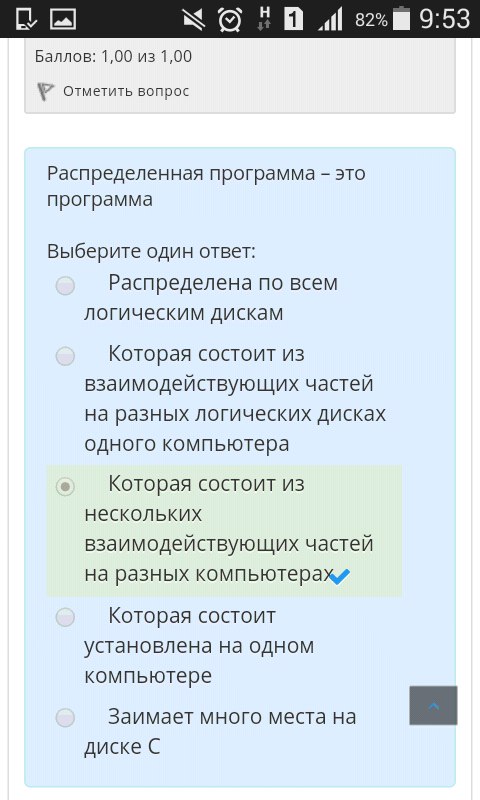 H 1 82% 9:53
Баллов: 1,00 из 1,00
Отметить вопрос
Распределенная программа – это
программа
Выберите один ответ:
Распределена по всем
логическим дискам
Которая состоит из
взаимодействующих частей
на разных логических дисках
одного компьютера
Которая состоит из
нескольких
взаимодействующих частей
на разных компьютерах
Которая состоит
установлена на одном
компьютере
Заимает много места на
диске С